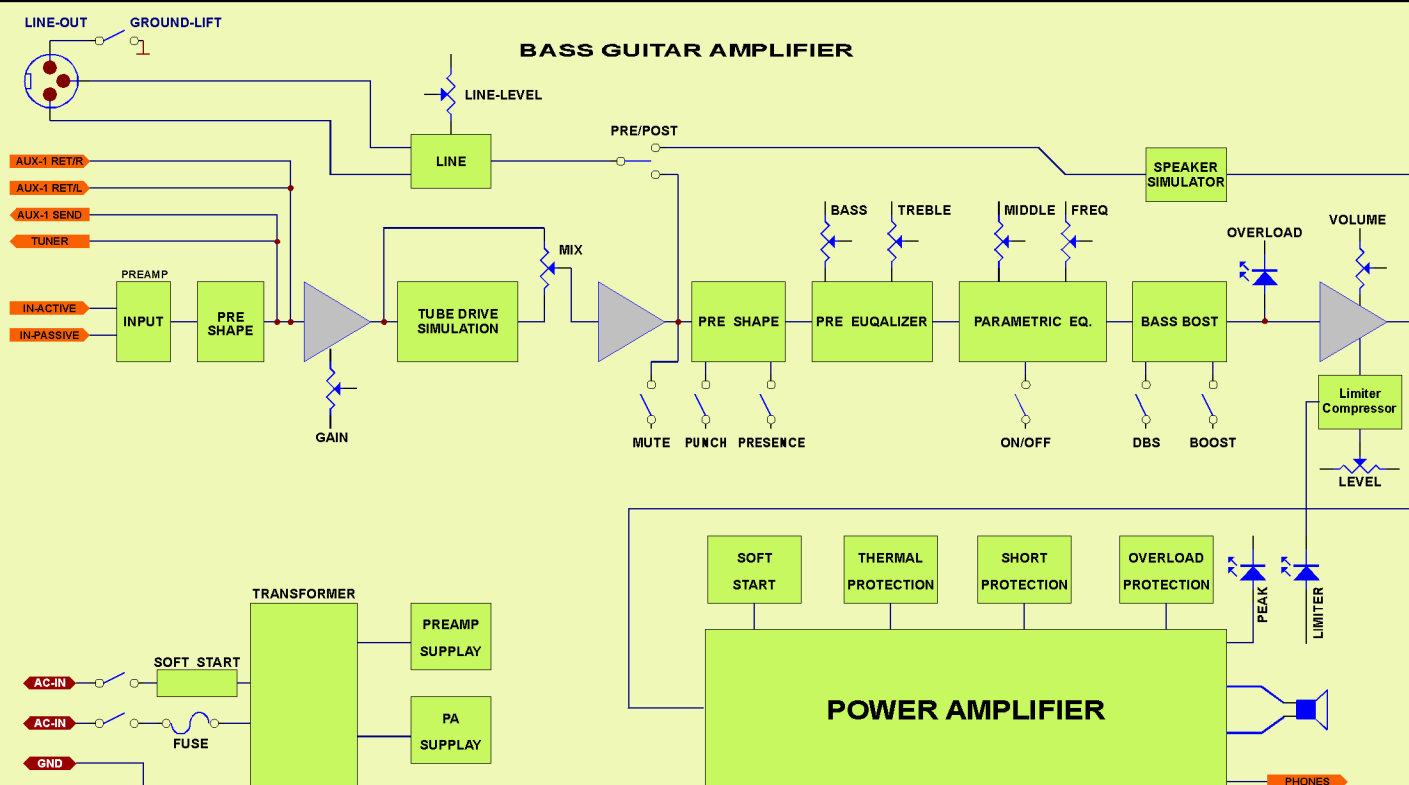 LINE-OUT
GROUND-LIFT
BASS GUITAR AMPLIFIER
LINE-LEVEL
PRE/POST
LINE
SPEAKER
SIMULATOR
AUX-1 RET/R
AUX-1 RET/L
AUX-1 SEND
TUNER
MIX
BASS
TREBLE
MIDDLE
FREQ
OVERLOAD
VOLUME
PREAMP
IN-ACTIVE
IN-PASSIVE
INPUT
PRE
SHAPE
TUBE DRIVE
SIMULATION
PRE SHAPE
PRE EUQALIZER
PARAMETRIC EQ.
BASS BOST
GAIN
MUTE
PUNCH
PRESENCE
ON/OFF
DBS
BOOST
Limiter
Compressor
LEVEL
SOFT
START
THERMAL
PROTECTION
SHORT
PROTECTION
OVERLOAD
PROTECTION
PEAK
LIMITER
TRANSFORMER
PREAMP
SUPPLAY
SOFT START
AC-IN
AC-IN
FUSE
GND
PA
SUPPLAY
POWER AMPLIFIER
PHONES